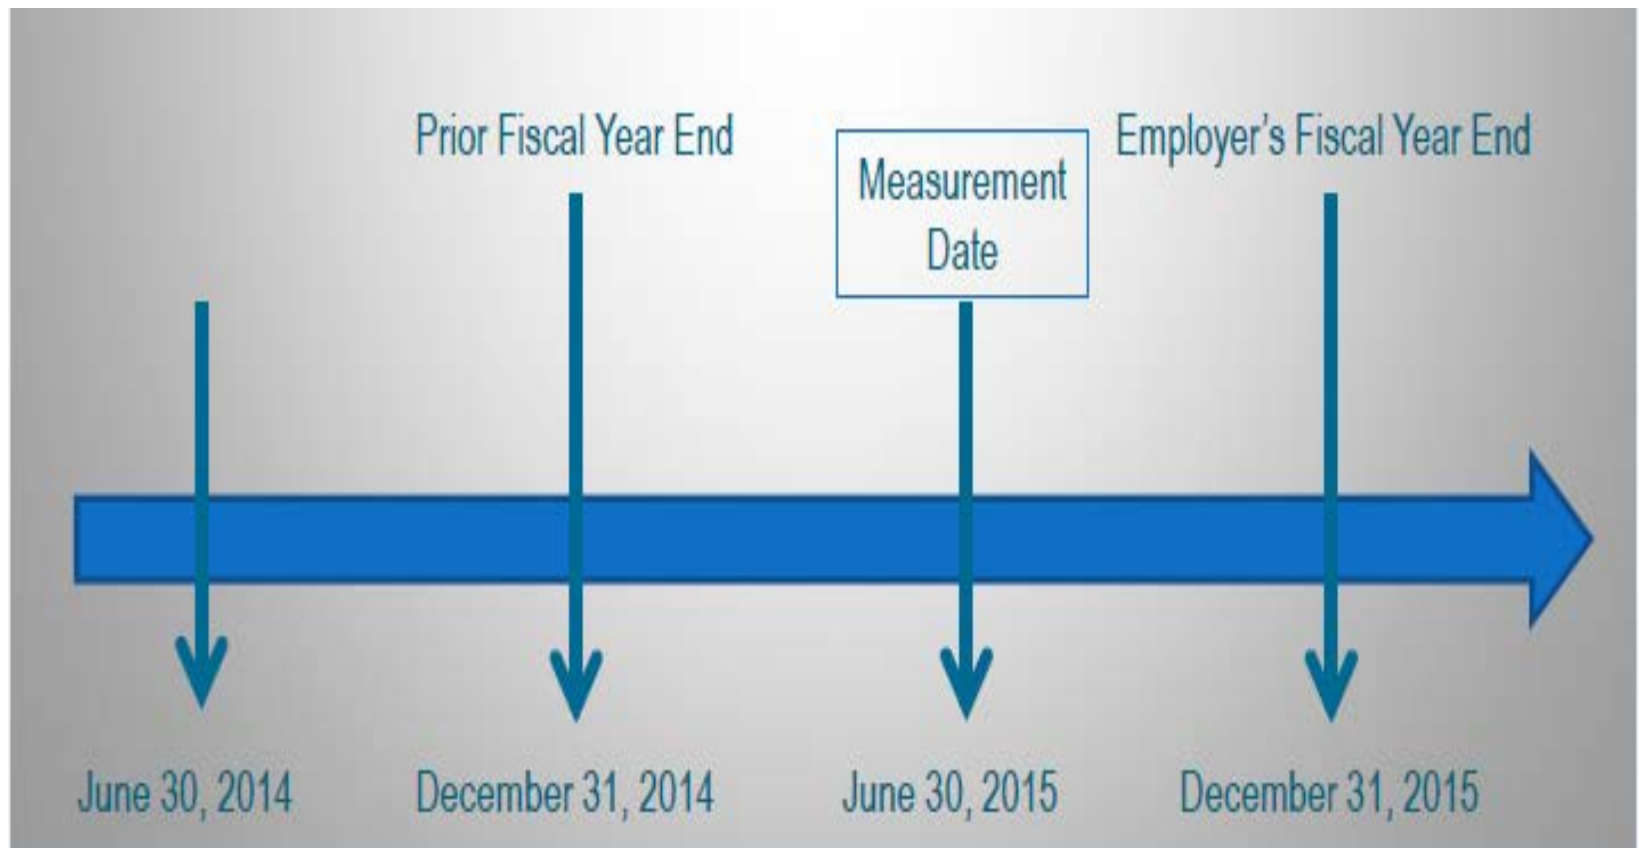 Prior Fiscal Year End
Measurement
Date
Employer’s Fiscal Year End
June 30, 2014
December 31, 2014
June 30, 2015
December 31, 2015